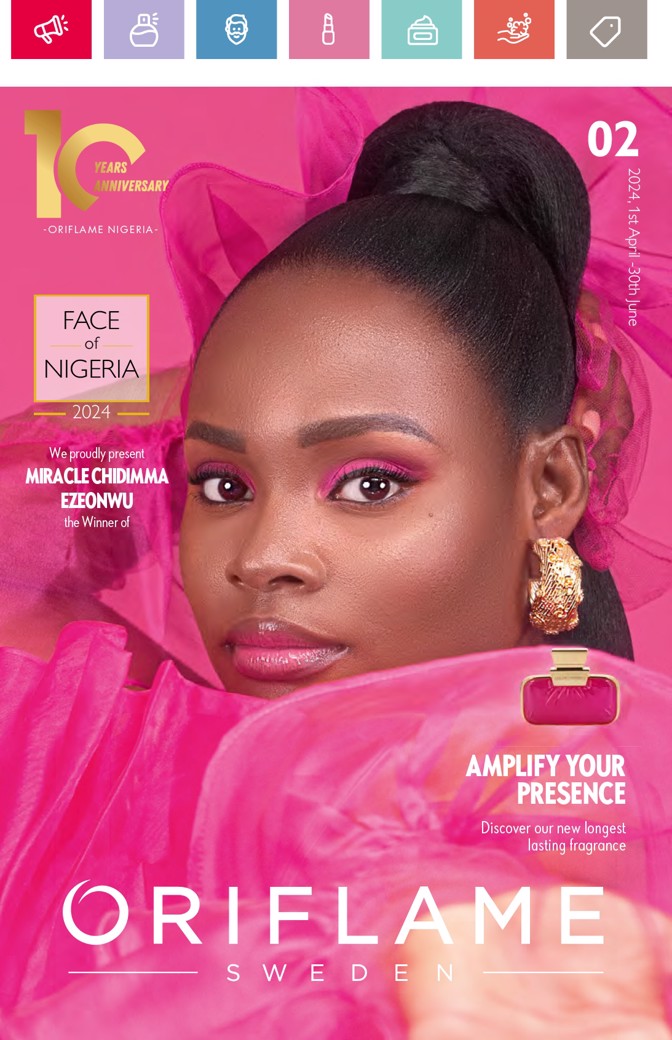 10
YEARS
ANNIVERSARY
-ORIFLAME NIGERIA-
02
2024, 1st April -30th June
FACE
of
NIGERIA
2024
We proudly present
MIRACLE CHIDIMMA
EZEONWU
the Winner of
AMPLIFY YOUR
PRESENCE
Discover our new longest
lasting fragrance
ORIFLAME
SWEDEN